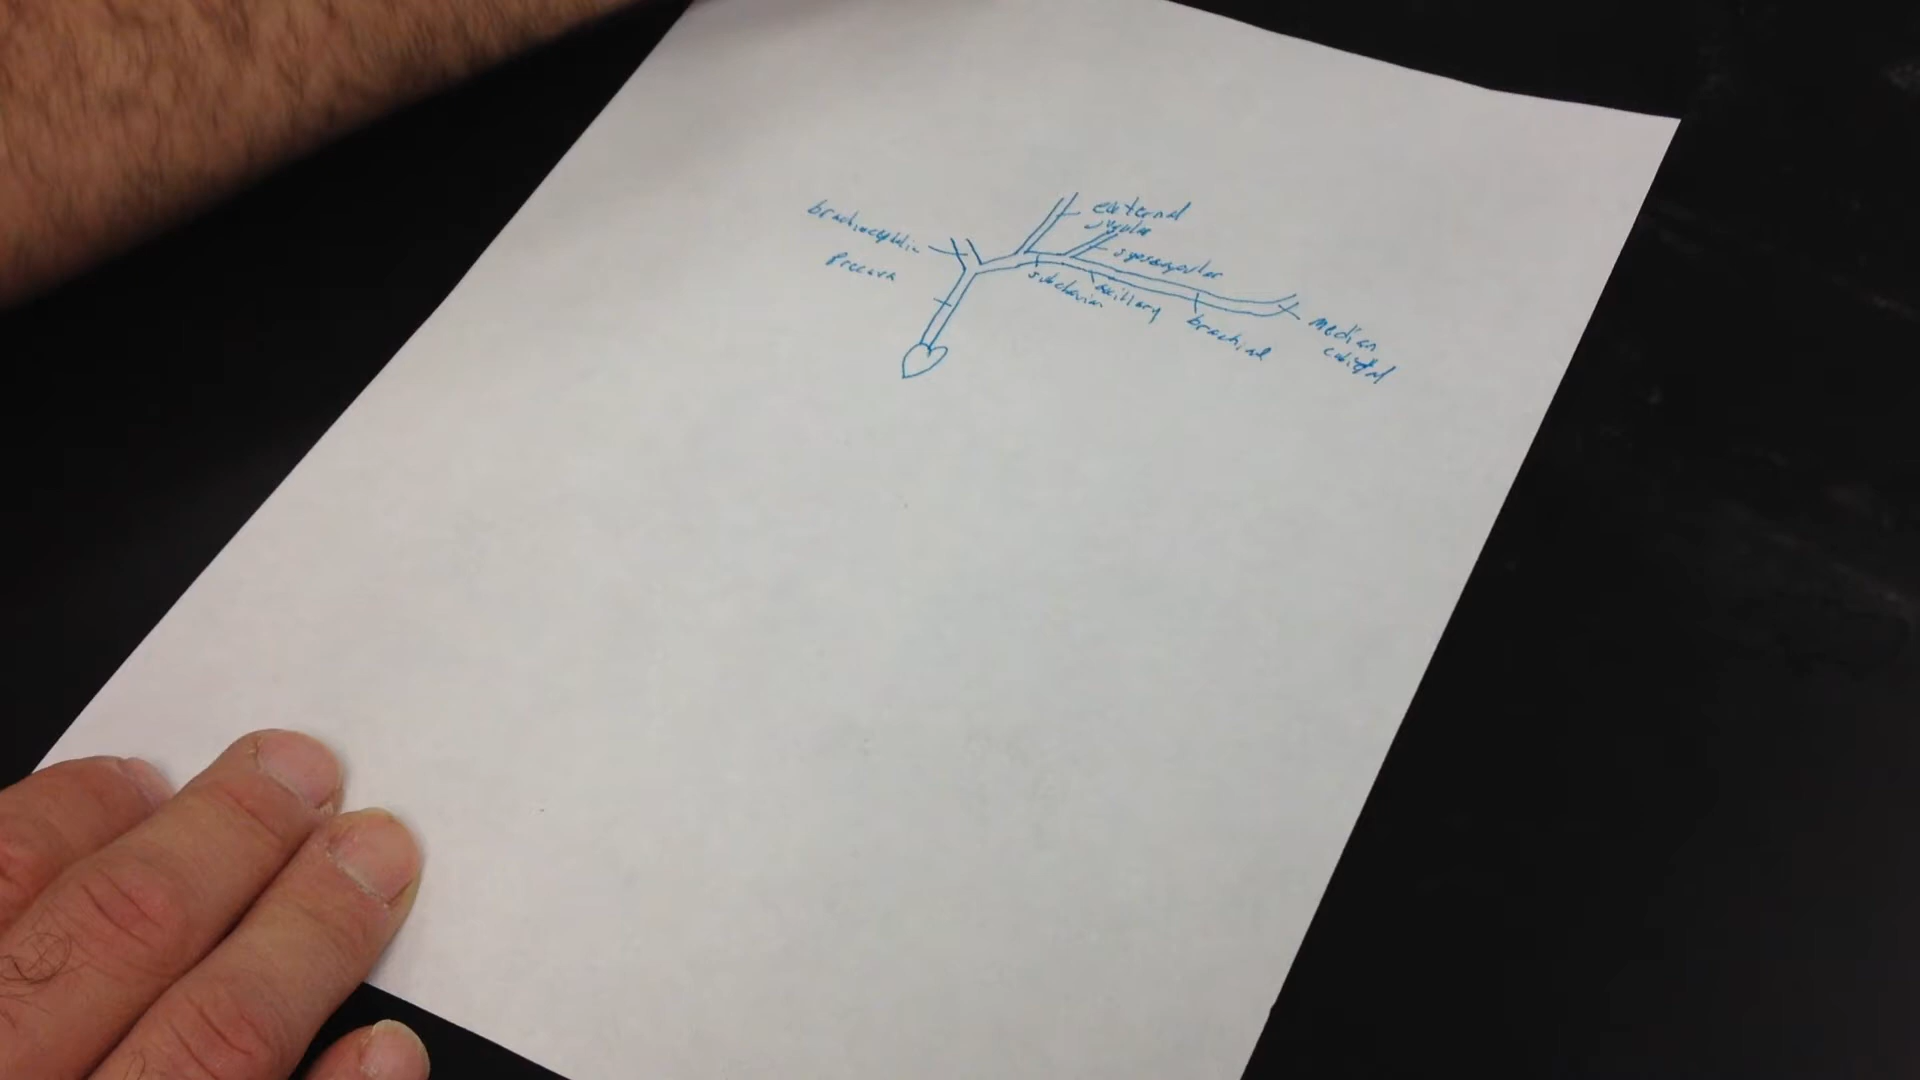 external
jugular
brachiocephalic
Precava
subscapular
subclavian
axillary
brachial
median
cubital